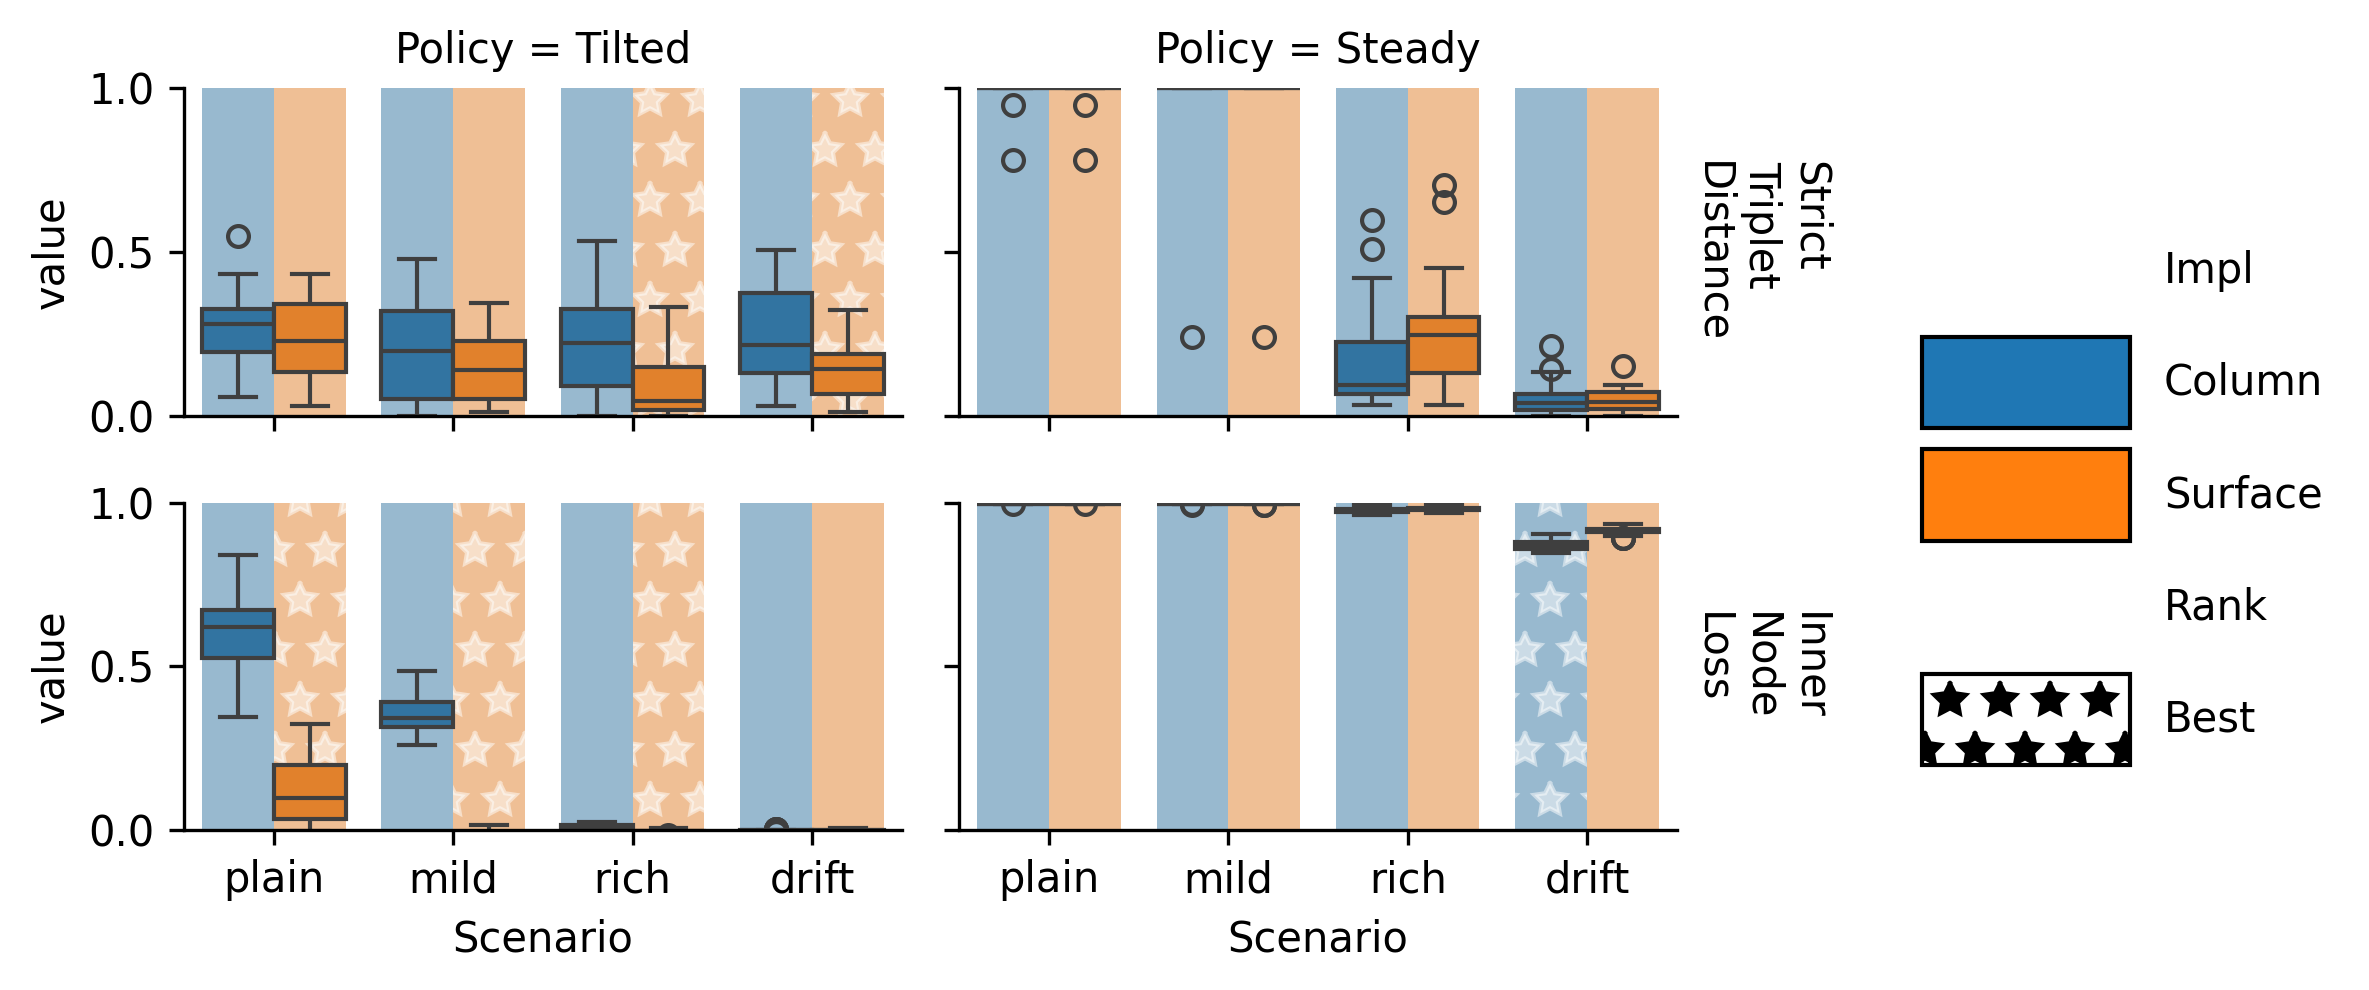 Policy = Tilted
Policy = Steady
1.0
0.5
0.0
value
Strict
Triplet
Distance
1.0
0.5
0.0
value
Inner
Node
Loss
plain
mild
rich
drift
plain
mild
rich
drift
Scenario
Scenario
Impl
Column
Surface
Rank
Best